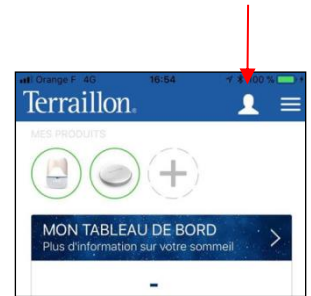 Orange F 4G 16:54 100 %
Terraillon.
MES PRODUITS
MON TABLEAU DE BORD
Plus d'information sur votre sommeil
-